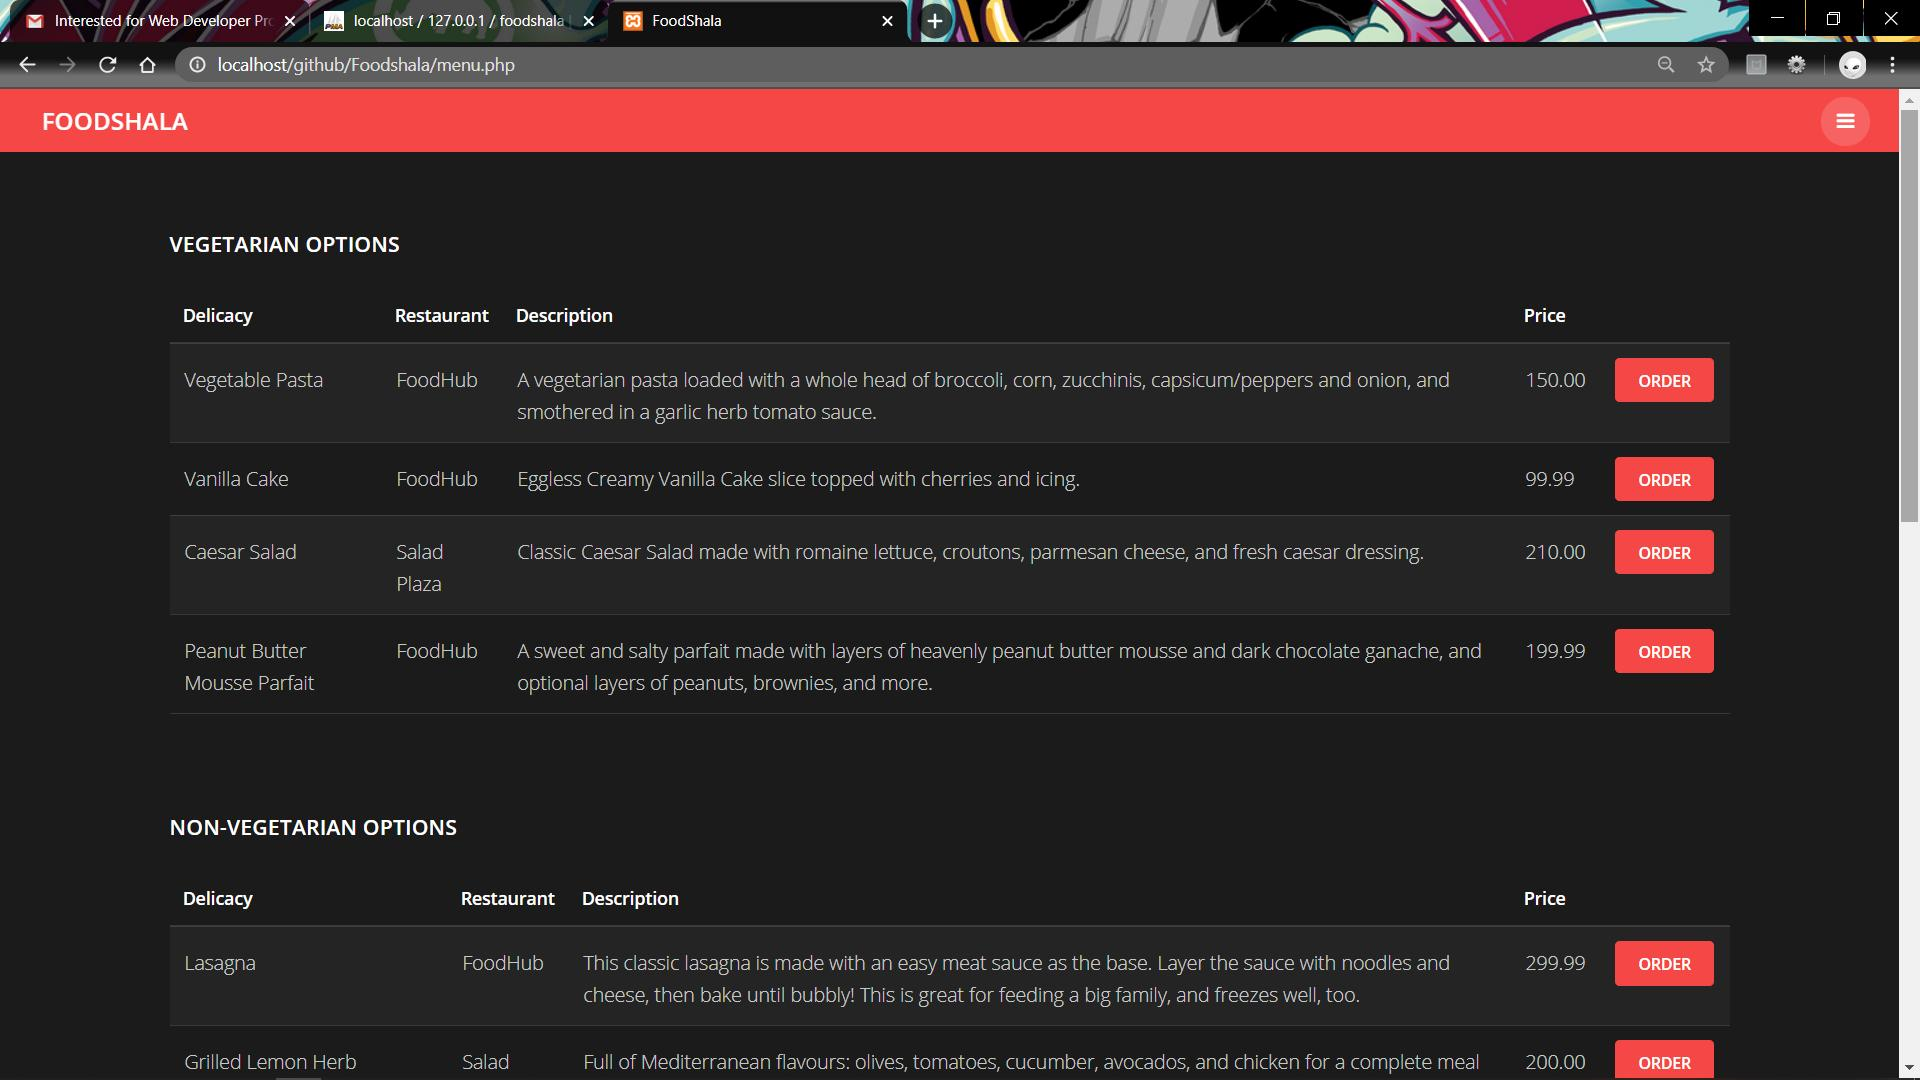 Interested for Web Developer Pro
localhost / 127.0.0.1 / foodshala
FoodShala
localhost/github/Foodshala/menu.php
FOODSHALA
VEGETARIAN OPTIONS
Delicacy Restaurant Description Price
Vegetable Pasta FoodHub A vegetarian pasta loaded with a whole head of broccoli, corn, zucchinis, capsicum/peppers and onion, and 150.00 ORDER
smothered in a garlic herb tomato sauce.
Vanilla Cake FoodHub Eggless Creamy Vanilla Cake slice topped with cherries and icing. 99.99 ORDER
Caesar Salad Salad Classic Caesar Salad made with romaine lettuce, croutons, parmesan cheese, and fresh caesar dressing. 210.00 ORDER
Plaza
Peanut Butter FoodHub A sweet and salty parfait made with layers of heavenly peanut butter mousse and dark chocolate ganache, and 199.99 ORDER
Mousse Parfait optional layers of peanuts, brownies, and more.
NON-VEGETARIAN OPTIONS
Delicacy Restaurant Description Price
Lasagna FoodHub This classic lasagna is made with an easy meat sauce as the base. Layer the sauce with noodles and 299.99 ORDER
cheese, then bake until bubbly! This is great for feeding a big family, and freezes well, too.
Grilled Lemon Herb Salad Full of Mediterranean flavours: olives, tomatoes, cucumber, avocados, and chicken for a complete meal 200.00 ORDER